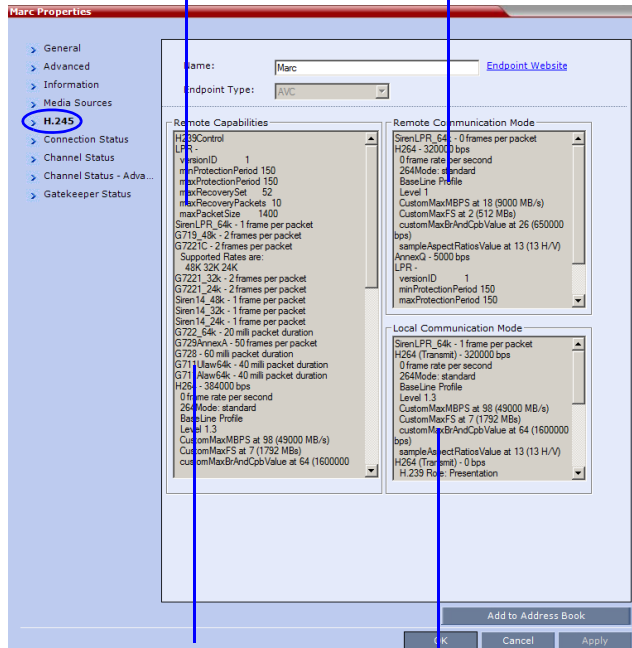 Marc Properties
General
Advanced
Information
Media Sources
H.245
Connection Status
Channel Status
Channel Status - Adva...
Gatekeeper Status
Name:
Marc
Endpoint Website
Endpoint Type:
AVC
Remote Capabilities
H239Control
LPR -
versionID 1
minProtectionPeriod 150
maxProtectionPeriod 150
maxRecoverySet 52
maxRecoveryPackets 10
maxPacketSize 1400
SirenLPR_64k - 1 frame per packet
G719_48k - 2 frames per packet
G7221C - 2 frames per packet
Supported Rates are:
48K 32K 24K
G7221_32k - 2 frames per packet
G7221_24k - 2 frames per packet
Siren14_48k - 1 frame per packet
Siren14_32k - 1 frame per packet
Siren14_24k - 1 frame per packet
G722_64k - 20 milli packet duration
G729AnnexA - 50 frames per packet
G728 - 60 milli packet duration
G711Ulaw64k - 40 milli packet duration
G711Alaw64k - 40 milli packet duration
H264 - 384000 bps
0 frame rate per second
264Mode: standard
BaseLine Profile
Level 1.3
CustomMaxMBPS at 98 (49000 MB/s)
CustomMaxFS at 7 (1792 MBs)
customMaxBrAndCpbValue at 64 (1600000
Remote Communication Mode
SirenLPR_64k - 0 frames per packet
H264 - 320000 bps
0 frame rate per second
264Mode: standard
BaseLine Profile
Level 1
CustomMaxMBPS at 18 (9000 MB/s)
CustomMaxFS at 2 (512 MBs)
customMaxBrAndCpbValue at 26 (650000
bps)
sampleAspectRatiosValue at 13 (13 H/V)
AnnexQ - 5000 bps
LPR -
versionID 1
minProtectionPeriod 150
maxProtectionPeriod 150
Local Communication Mode
SirenLPR_64k - 1 frame per packet
H264 (Transmit) - 320000 bps
0 frame rate per second
264Mode: standard
BaseLine Profile
Level 1.3
CustomMaxMBPS at 98 (49000 MB/s)
CustomMaxFS at 7 (1792 MBs)
customMaxBrAndCpbValue at 64 (1600000
bps)
sampleAspectRatiosValue at 13 (13 H/V)
H264 (Transmit) - 0 bps
H.239 Role: Presentation
Add to Address Book
OK
Cancel
Apply